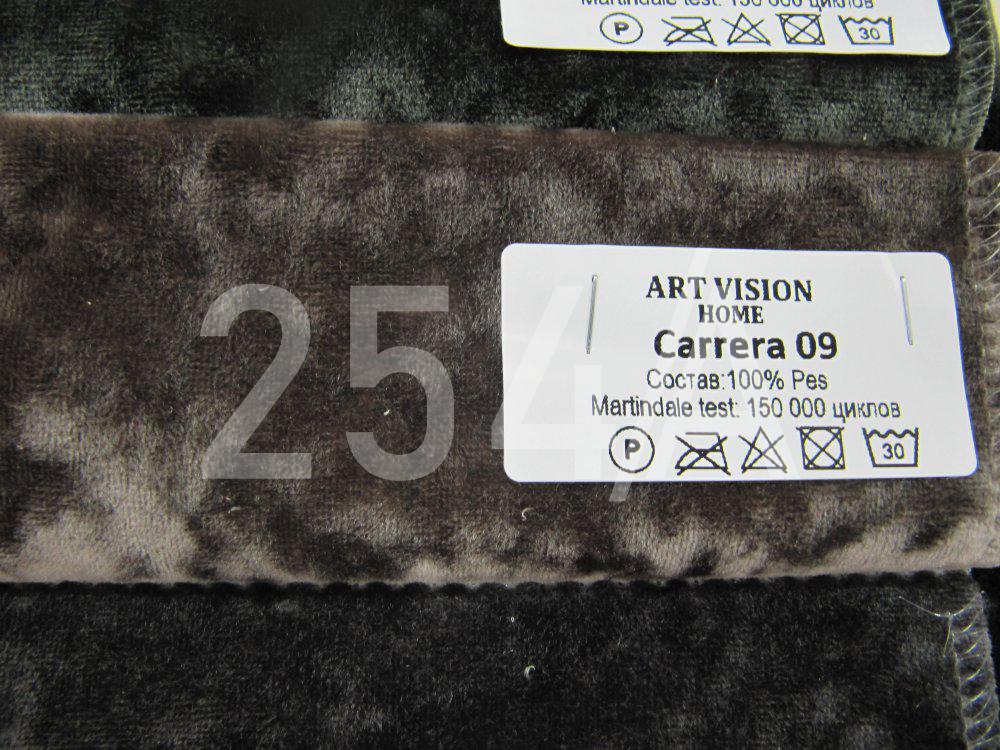 Martindale test: 150 000 циклов
P
30
254
ART VISION
HOME
Carrera 09
Состав:100% Pes
Martindale test: 150 000 циклов
P
30